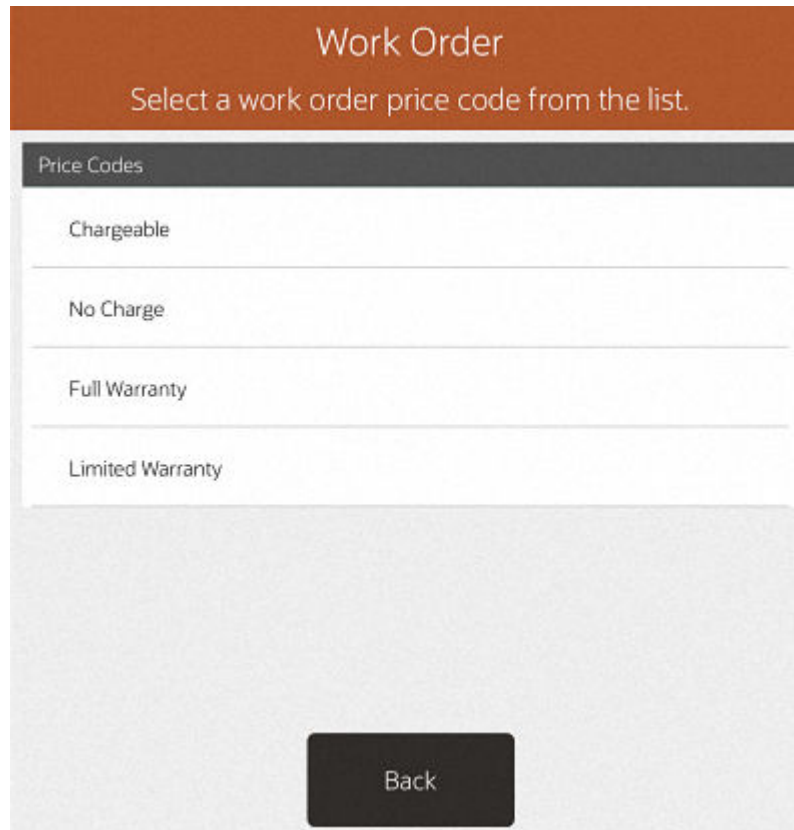 Work Order
Select a work order price code from the list.
Price Codes
Chargeable
No Charge
Full Warranty
Limited Warranty
Back